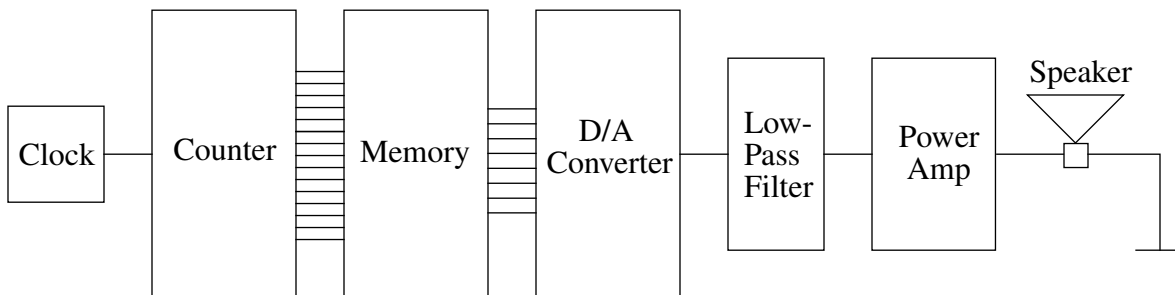 Clock
Counter
Memory
D/A
Converter
Low-
Pass
Filter
Power
Amp
Speaker